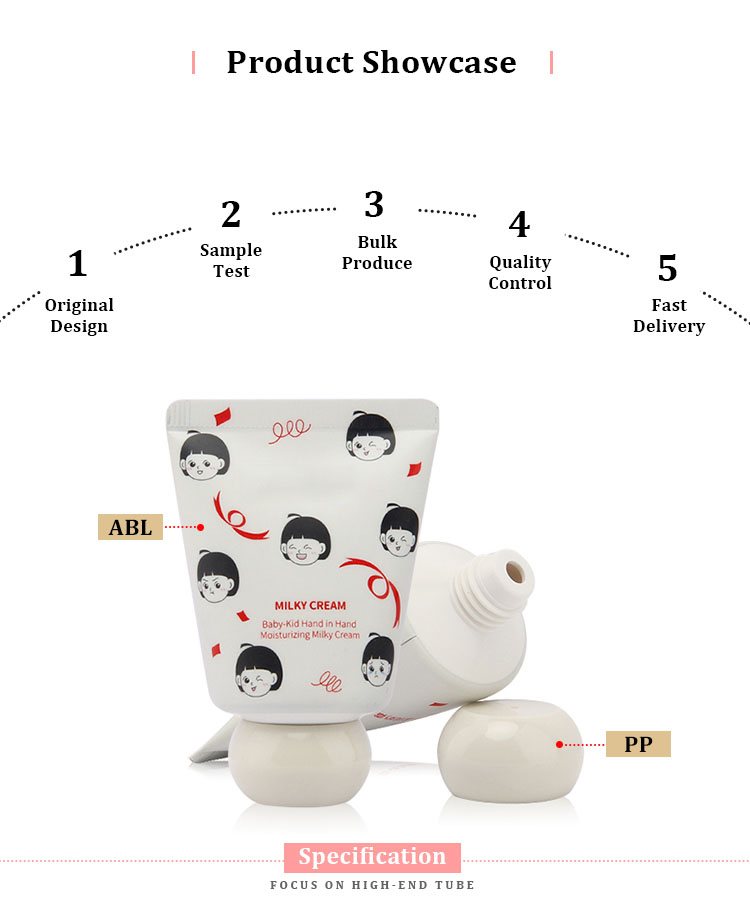 Product Showcase
1
Original
Design
2
Sample
Test
3
Bulk
Produce
4
Quality
Control
5
Fast
Delivery
ABL
MILKY CREAM
Baby-Kid Hand in Hand
Moisturizing Milky Cream
PP
Specification
FOCUS ON HIGH-END TUBE